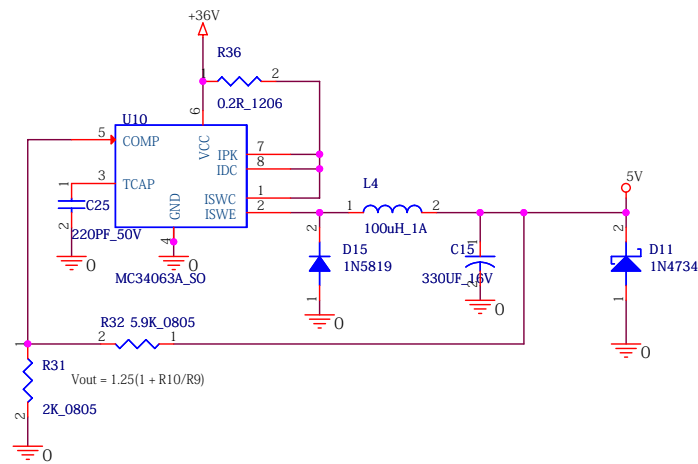 +36V
R36
1
2
0.2R_1206
U10
6
5
COMP
VCC
IPK
7
IDC
8
3
TCAP
1
C25
2
220PF_50V
0
GND
4
0
ISWC
1
ISWE
2
MC34063A_SO
L4
1
2
100uH_1A
5V
2
D15
1N5819
1
0
1
C15
330UF_16V
2
0
2
D11
1N4734
1
0
R32 5.9K_0805
2
1
1
R31
Vout = 1.25(1 + R10/R9)
2K_0805
2
0